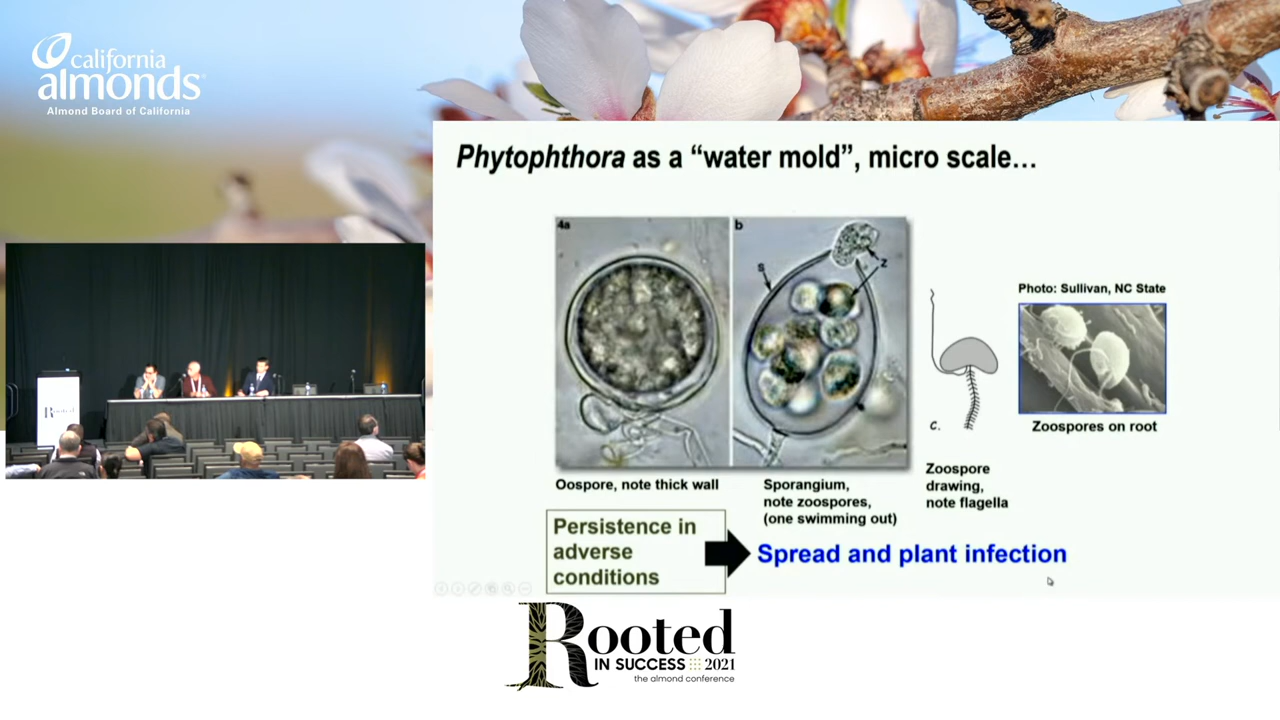 california
almonds
Almond Board of California
Phytophthora as a “water mold”, micro scale…
4a
b
S
Z
Photo: Sullivan, NC State
c.
Zoospores on root
Oospore, note thick wall
Sporangium,
note zoospores,
(one swimming out)
Zoospore
drawing,
note flagella
Persistence in
adverse
conditions
Spread and plant infection
Rooted
Rooted
IN SUCCESS 2021
the almond conference